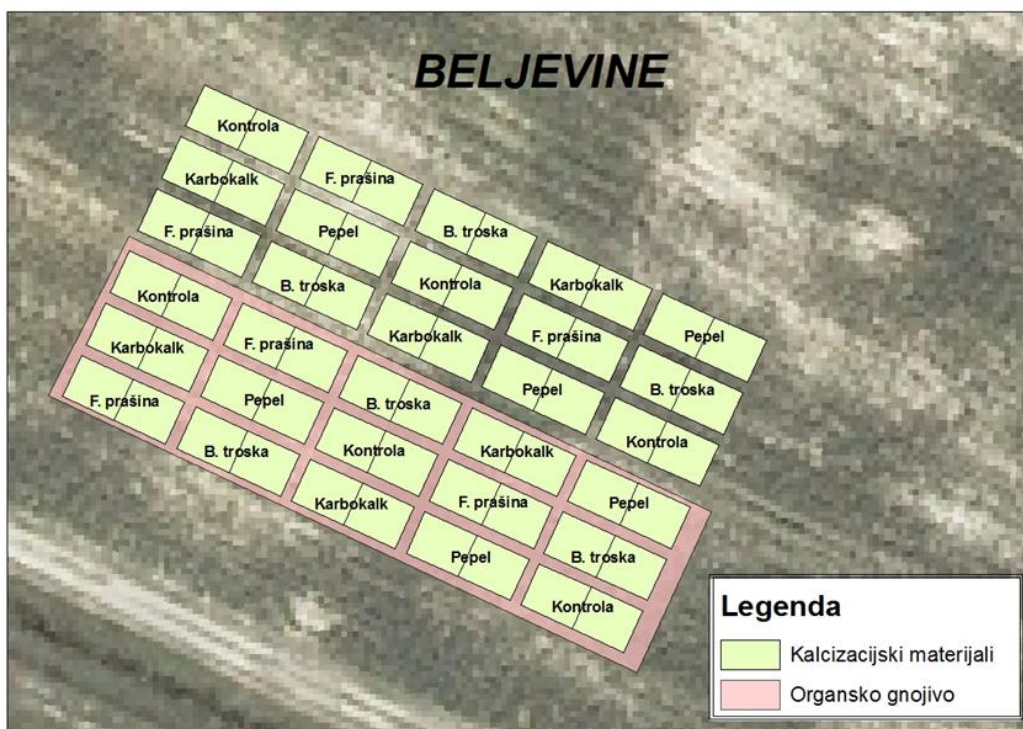 BELJEVINE
Kontrola
F. prašina
B. troska
Karbokalk
Pepel
Karbokalk
Pepel
Kontrola
F. prašina
B. troska
F. prašina
B. troska
Karbokalk
Pepel
Kontrola
Kontrola
F. prašina
B. troska
Karbokalk
Pepel
Karbokalk
Pepel
Kontrola
F. prašina
B. troska
F. prašina
B. troska
Karbokalk
Pepel
Kontrola
Legenda
Kalcizacijski materijali
Organsko gnojivo